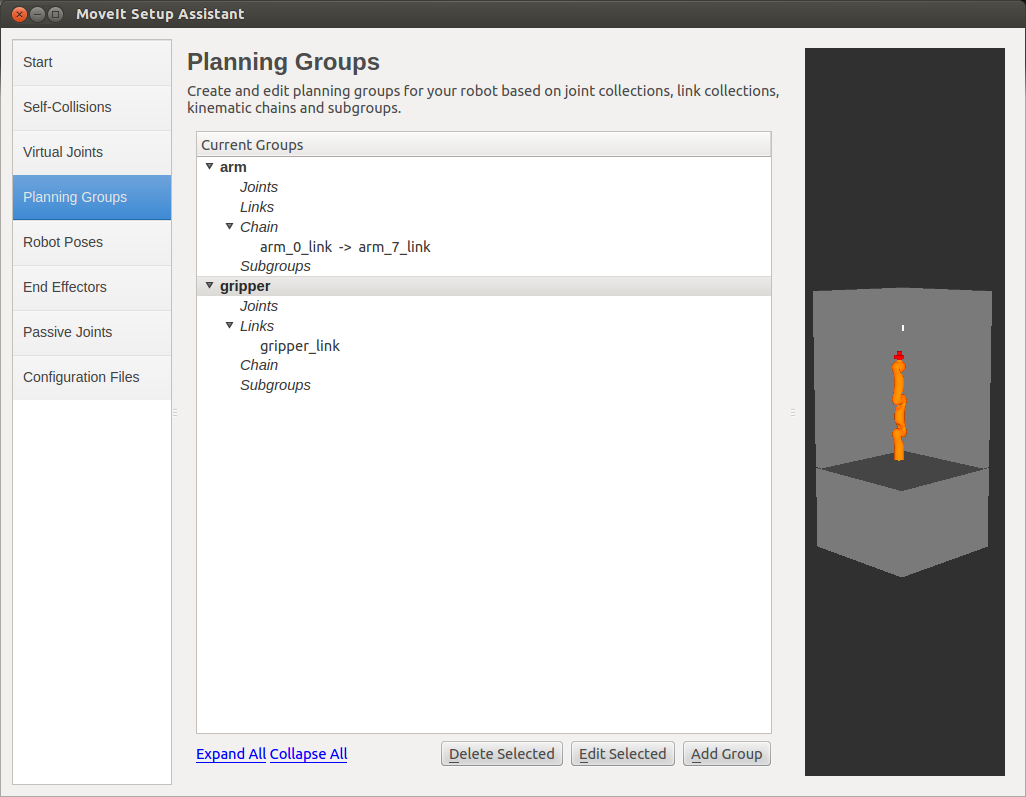 MoveIt Setup Assistant
Start
Self-Collisions
Virtual Joints
Planning Groups
Robot Poses
End Effectors
Passive Joints
Configuration Files
Planning Groups
Create and edit planning groups for your robot based on joint collections, link collections,
kinematic chains and subgroups.
Current Groups
arm
Joints
Links
Chain
arm_0_link -> arm_7_link
Subgroups
gripper
Joints
Links
gripper_link
Chain
Subgroups
Expand All Collapse All
Delete Selected
Edit Selected
Add Group